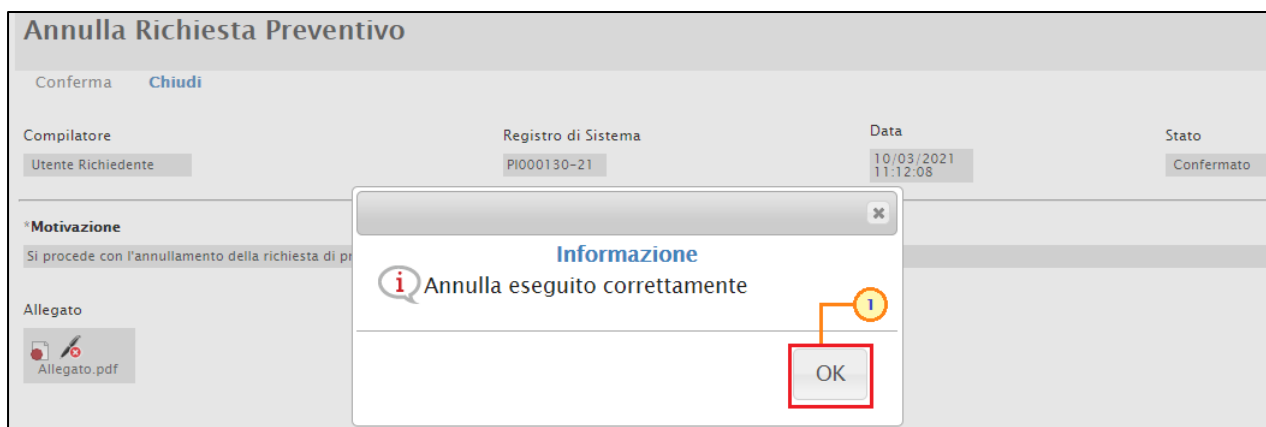 Annulla Richiesta Preventivo
Conferma Chiudi
Compilatore Registro di Sistema Data Stato
Utente Richiedente PI000130-21 10/03/2021 Confermato
11:12:08
*Motivazione
Si procede con l'annullamento della richiesta di pr
Informazione
Annulla eseguito correttamente
1
Allegato
Allegato.pdf
OK